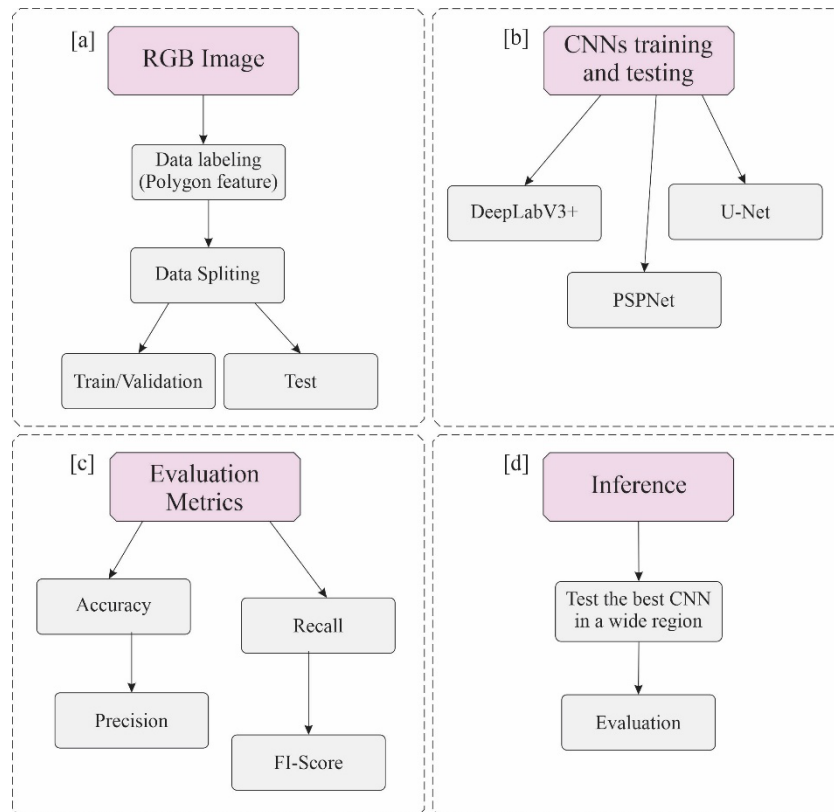 [a]
RGB Image
Data labeling
(Polygon feature)
Data Spliting
Train/Validation
Test
[b]
CNNs training
and testing
DeepLabV3+
U-Net
PSPNet
[c]
Evaluation
Metrics
Accuracy
Recall
Precision
FI-Score
[d]
Inference
Test the best CNN
in a wide region
Evaluation